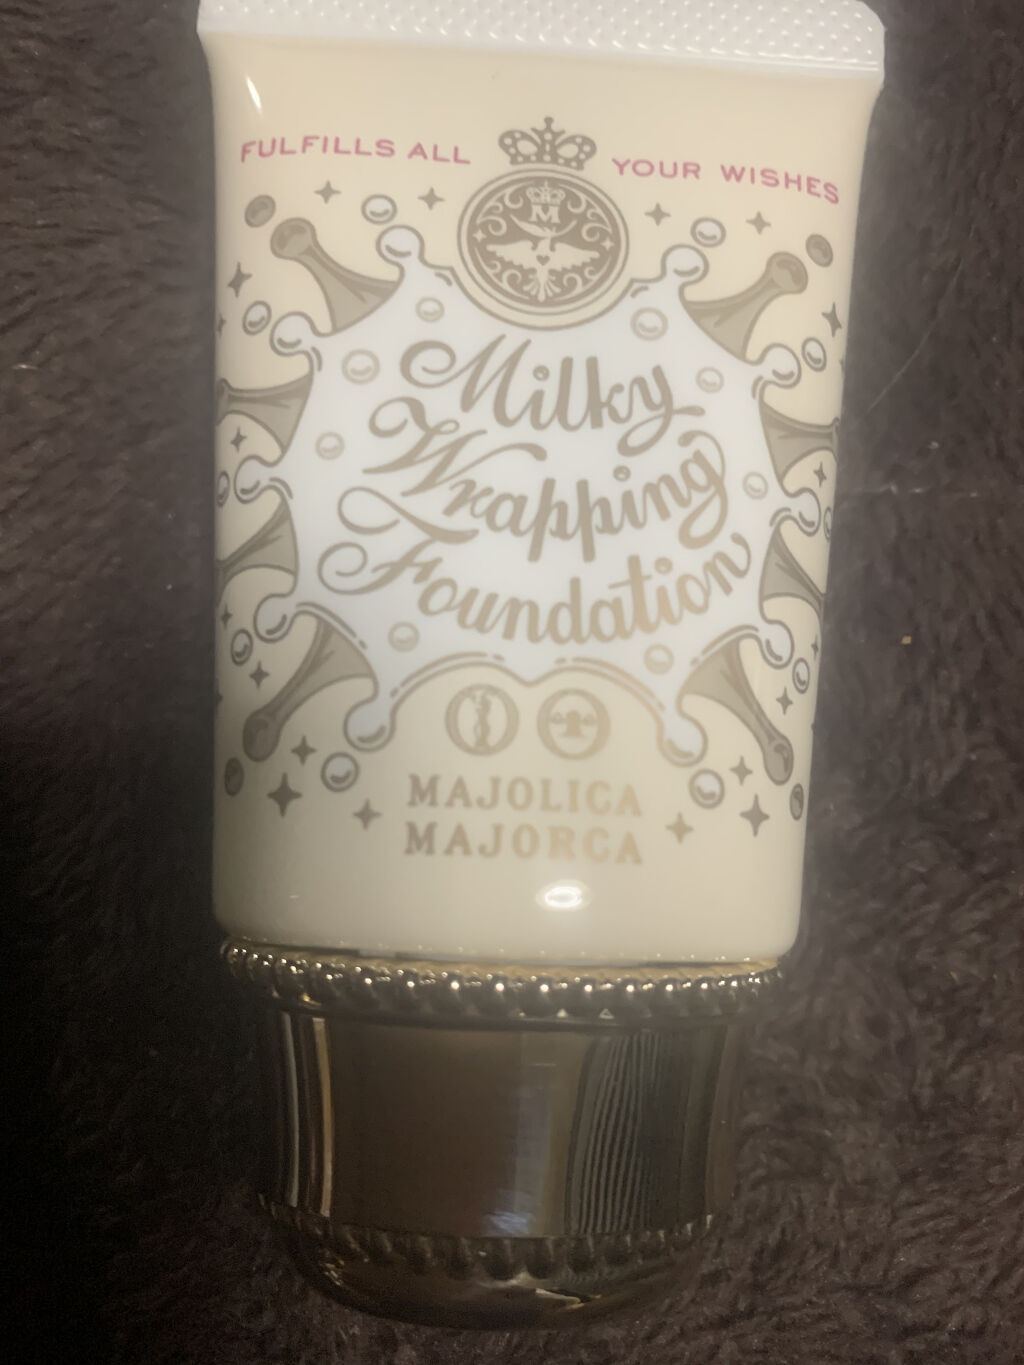 FULFILLS ALL YOUR WISHES
M
Milky
Wrapping
Foundation
MAJOLICA
MAJORCA